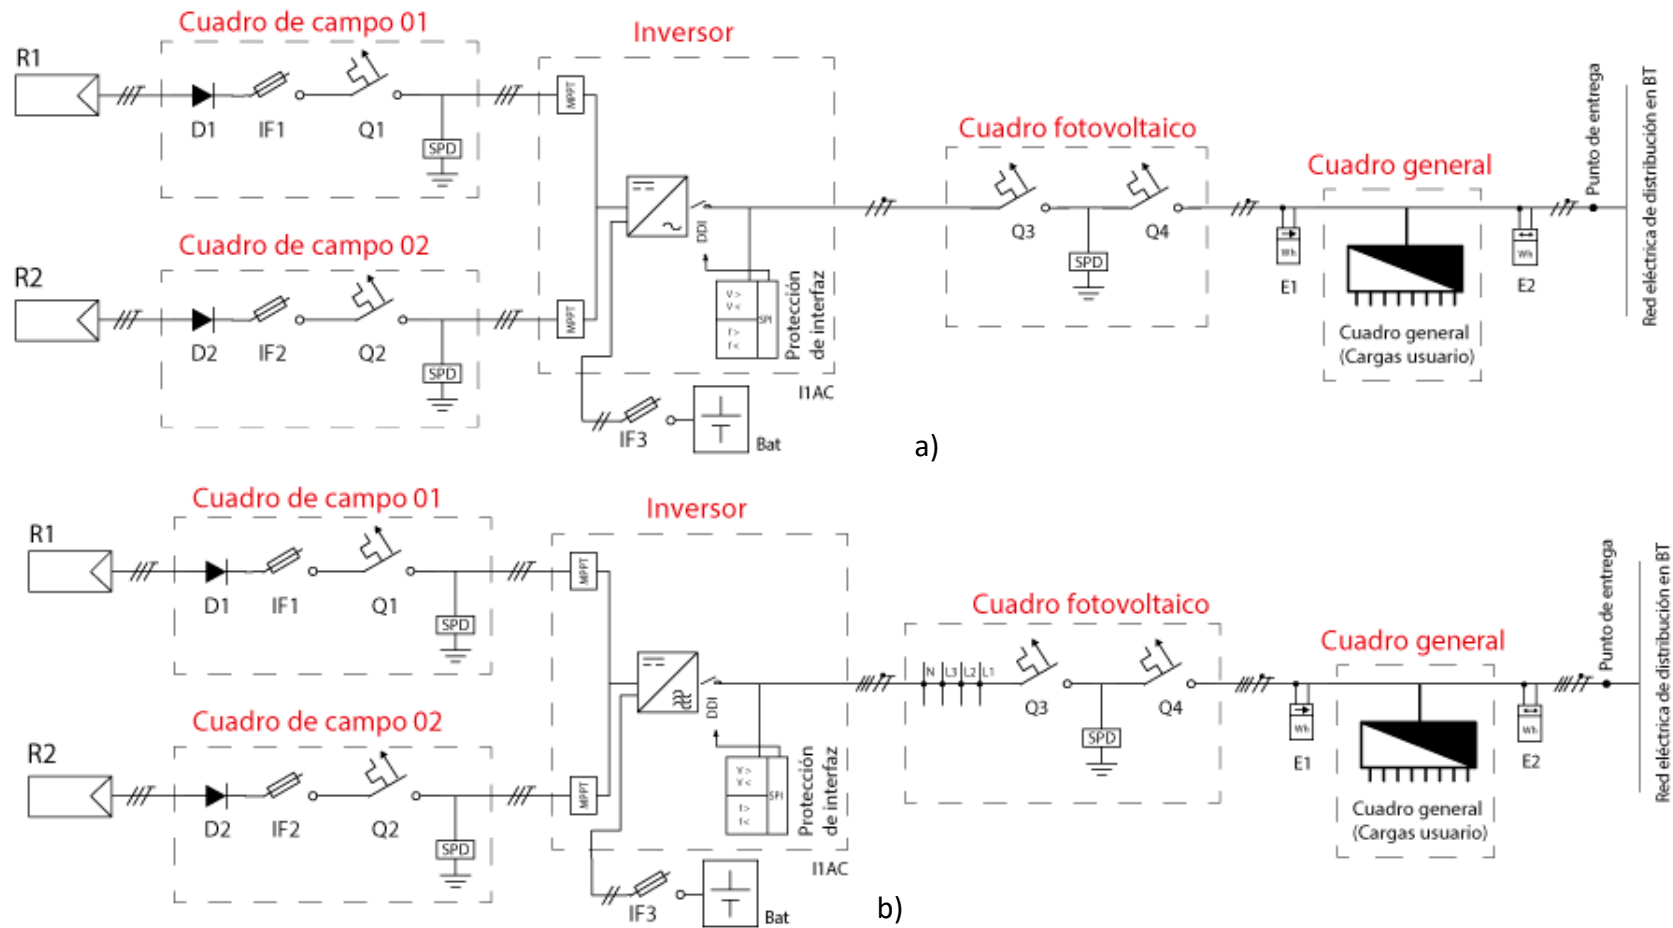 Cuadro de campo 01
Inversor
R1
MPPT
D1
IF1
Q1
SPD
Cuadro fotovoltaico
Cuadro general
Punto de entrega
Red eléctrica de distribución en BT
Cuadro de campo 02
R2
MPPT
D2
IF2
Q2
SPD
DDI
V >
V <
f >
f <
SPI
Protección
de interfaz
I1AC
Q3
Q4
SPD
Wh
E1
Wh
E2
Cuadro general
(Cargas usuario)
IF3
Bat
a)
Cuadro de campo 01
Inversor
R1
MPPT
D1
IF1
Q1
SPD
Cuadro fotovoltaico
Cuadro general
Punto de entrega
Red eléctrica de distribución en BT
N
L3
L2
L1
Cuadro de campo 02
R2
MPPT
D2
IF2
Q2
SPD
DDI
V >
V <
f >
f <
SPI
Protección
de interfaz
I1AC
Q3
Q4
SPD
Wh
E1
Wh
E2
Cuadro general
(Cargas usuario)
IF3
Bat
b)